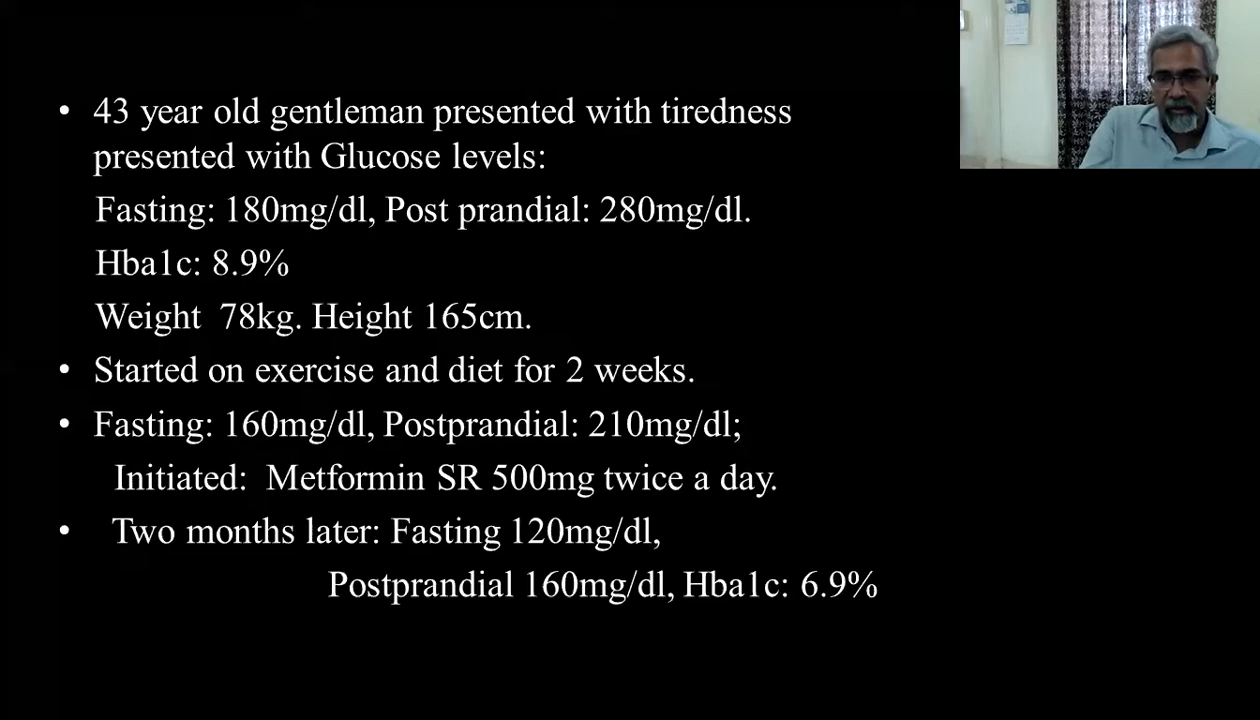 • 43 year old gentleman presented with tiredness
presented with Glucose levels:
Fasting: 180mg/dl, Post prandial: 280mg/dl.
Hba1c: 8.9%
Weight 78kg. Height 165cm.
• Started on exercise and diet for 2 weeks.
• Fasting: 160mg/dl, Postprandial: 210mg/dl;
Initiated: Metformin SR 500mg twice a day.
• Two months later: Fasting 120mg/dl,
Postprandial 160mg/dl, Hba1c: 6.9%